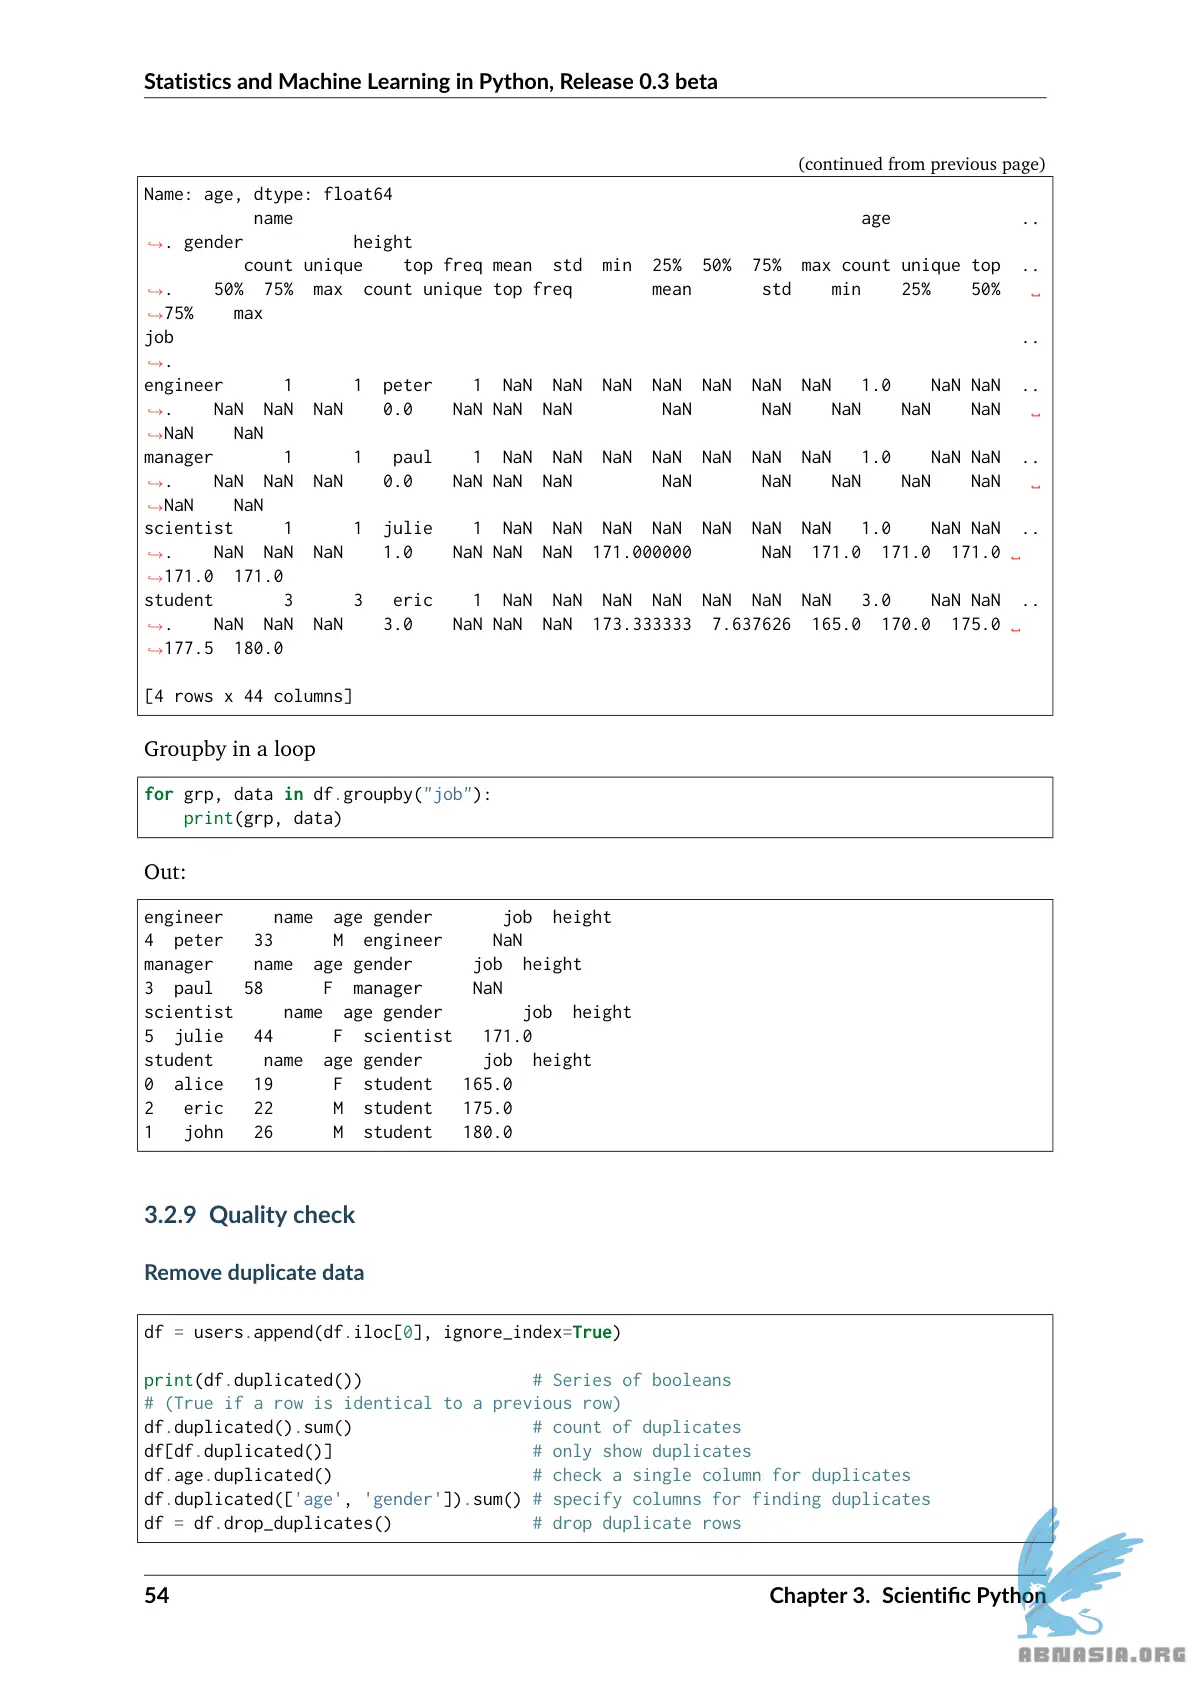 Statistics and Machine Learning in Python, Release 0.3 beta
(continued from previous page)
Name: age, dtype: float64
           name                                                         age             ..
↪. gender           height
          count unique    top freq mean  std  min  25%  50%  75%  max count unique top  ..
↪.    50%  75%  max  count unique top freq        mean       std    min    25%    50%   ␣
↪75%    max
job                                                                                     ..
↪.
engineer      1      1  peter    1  NaN  NaN  NaN  NaN  NaN  NaN  NaN   1.0    NaN NaN  ..
↪.    NaN  NaN  NaN    0.0    NaN NaN  NaN         NaN       NaN    NaN    NaN    NaN   ␣
↪NaN    NaN
manager       1      1   paul    1  NaN  NaN  NaN  NaN  NaN  NaN  NaN   1.0    NaN NaN  ..
↪.    NaN  NaN  NaN    0.0    NaN NaN  NaN         NaN       NaN    NaN    NaN    NaN   ␣
↪NaN    NaN
scientist     1      1  julie    1  NaN  NaN  NaN  NaN  NaN  NaN  NaN   1.0    NaN NaN  ..
↪.    NaN  NaN  NaN    1.0    NaN NaN  NaN  171.000000       NaN  171.0  171.0  171.0 ␣
↪171.0  171.0
student       3      3   eric    1  NaN  NaN  NaN  NaN  NaN  NaN  NaN   3.0    NaN NaN  ..
↪.    NaN  NaN  NaN    3.0    NaN NaN  NaN  173.333333  7.637626  165.0  170.0  175.0 ␣
↪177.5  180.0
[4 rows x 44 columns]
Groupby in a loop
for grp, data in df.groupby("job"):
    print(grp, data)
Out:
engineer     name  age gender       job  height
4  peter   33      M  engineer     NaN
manager    name  age gender      job  height
3  paul   58      F  manager     NaN
scientist     name  age gender        job  height
5  julie   44      F  scientist   171.0
student     name  age gender      job  height
0  alice   19      F  student   165.0
2   eric   22      M  student   175.0
1   john   26      M  student   180.0
3.2.9 Quality check
Remove duplicate data
df = users.append(df.iloc[0], ignore_index=True)
print(df.duplicated())                 # Series of booleans
# (True if a row is identical to a previous row)
df.duplicated().sum()                  # count of duplicates
df[df.duplicated()]                    # only show duplicates
df.age.duplicated()                    # check a single column for duplicates
df.duplicated(['age', 'gender']).sum() # specify columns for finding duplicates
df = df.drop_duplicates()              # drop duplicate rows
54 Chapter 3. Scientific Python
ABNASIA.ORG